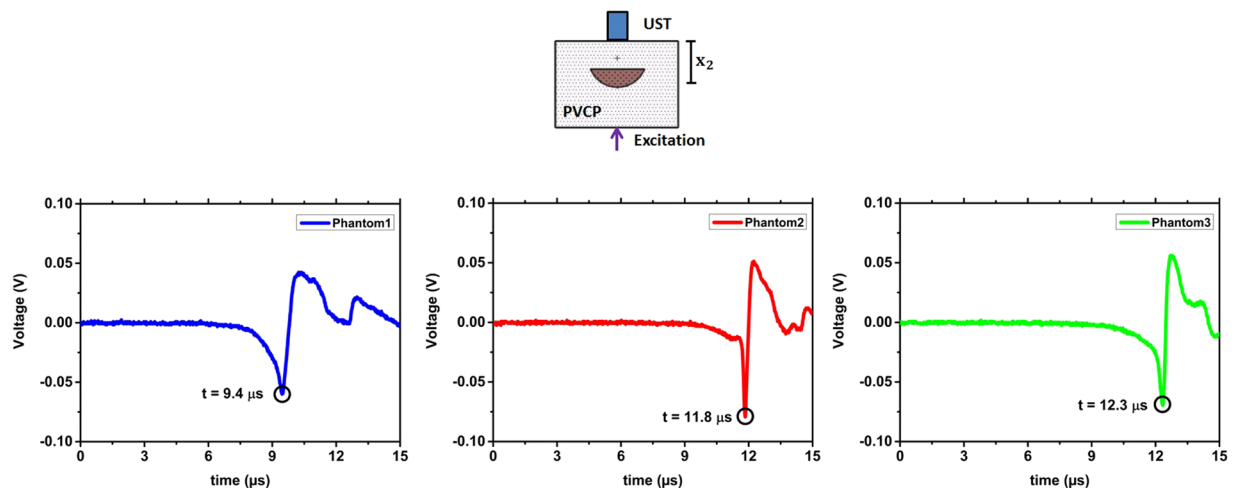 UST
x₂
PVCP
Excitation
0.10
0.05
0.00
-0.05
-0.10
Voltage (V)
Phantom1
t = 9.4 μs
0
3
6
9
12
15
time (μs)
0.10
0.05
0.00
-0.05
-0.10
Voltage (V)
Phantom2
t = 11.8 μs
0
3
6
9
12
15
time (μs)
0.10
0.05
0.00
-0.05
-0.10
Voltage (V)
Phantom3
t = 12.3 μs
0
3
6
9
12
15
time (μs)